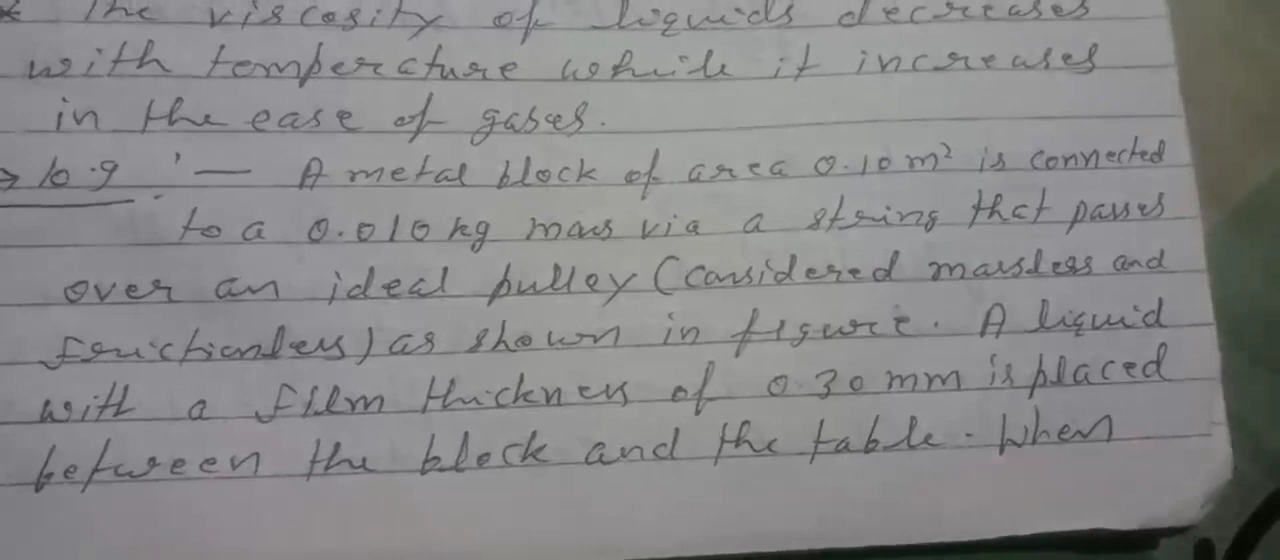 * The viscosity of liquids decreases
with temperature while it increases
in the case of gases.
→ 10.9 :— A metal block of area 0.10 m² is connected
to a 0.010 kg mass via a string that passes
over an ideal pulley (considered massless and
frictionless) as shown in figure. A liquid
with a film thickness of 0.30 mm is placed
between the block and the table. When